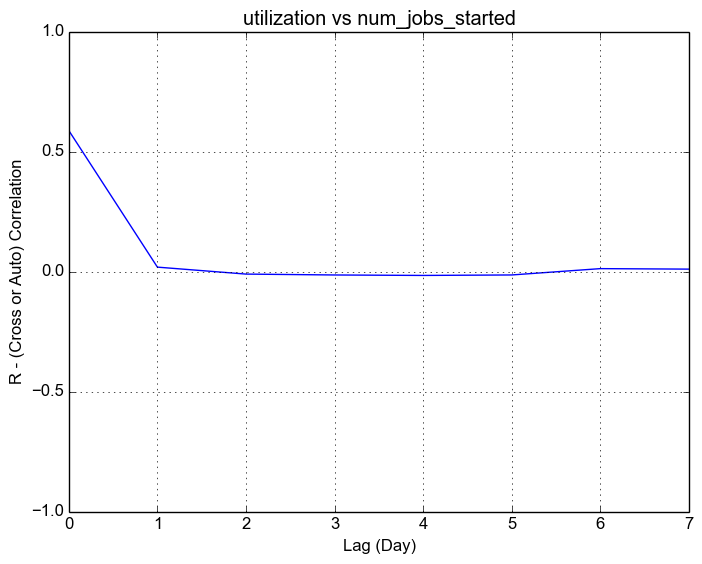 utilization vs num_jobs_started
1.0
0.5
0.0
−0.5
−1.0
R - (Cross or Auto) Correlation
0 1 2 3 4 5 6 7
Lag (Day)